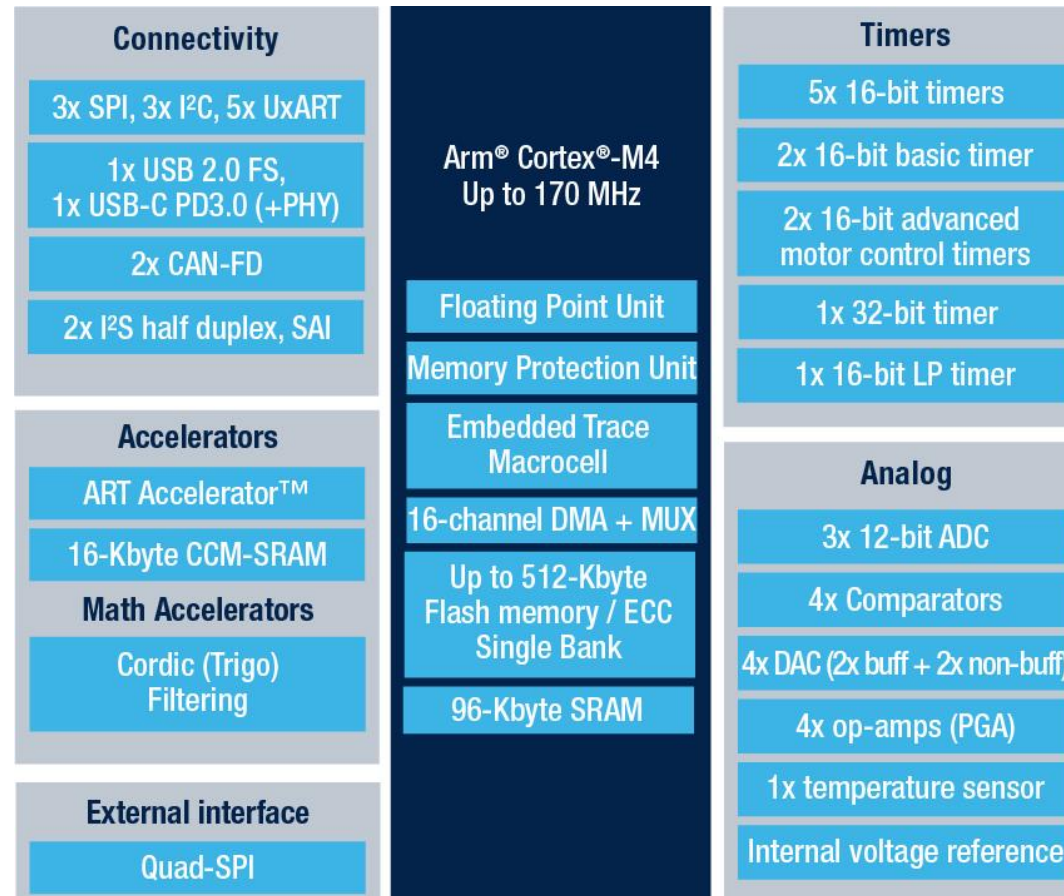 Connectivity
3x SPI, 3x I²C, 5x UxART
1x USB 2.0 FS,
1x USB-C PD3.0 (+PHY)
2x CAN-FD
2x I²S half duplex, SAI
Accelerators
ART Accelerator™
16-Kbyte CCM-SRAM
Math Accelerators
Cordic (Trigo)
Filtering
External interface
Quad-SPI
Arm® Cortex®-M4
Up to 170 MHz
Floating Point Unit
Memory Protection Unit
Embedded Trace
Macrocell
16-channel DMA + MUX
Up to 512-Kbyte
Flash memory / ECC
Single Bank
96-Kbyte SRAM
Timers
5x 16-bit timers
2x 16-bit basic timer
2x 16-bit advanced
motor control timers
1x 32-bit timer
1x 16-bit LP timer
Analog
3x 12-bit ADC
4x Comparators
4x DAC (2x buff + 2x non-buff)
4x op-amps (PGA)
1x temperature sensor
Internal voltage reference